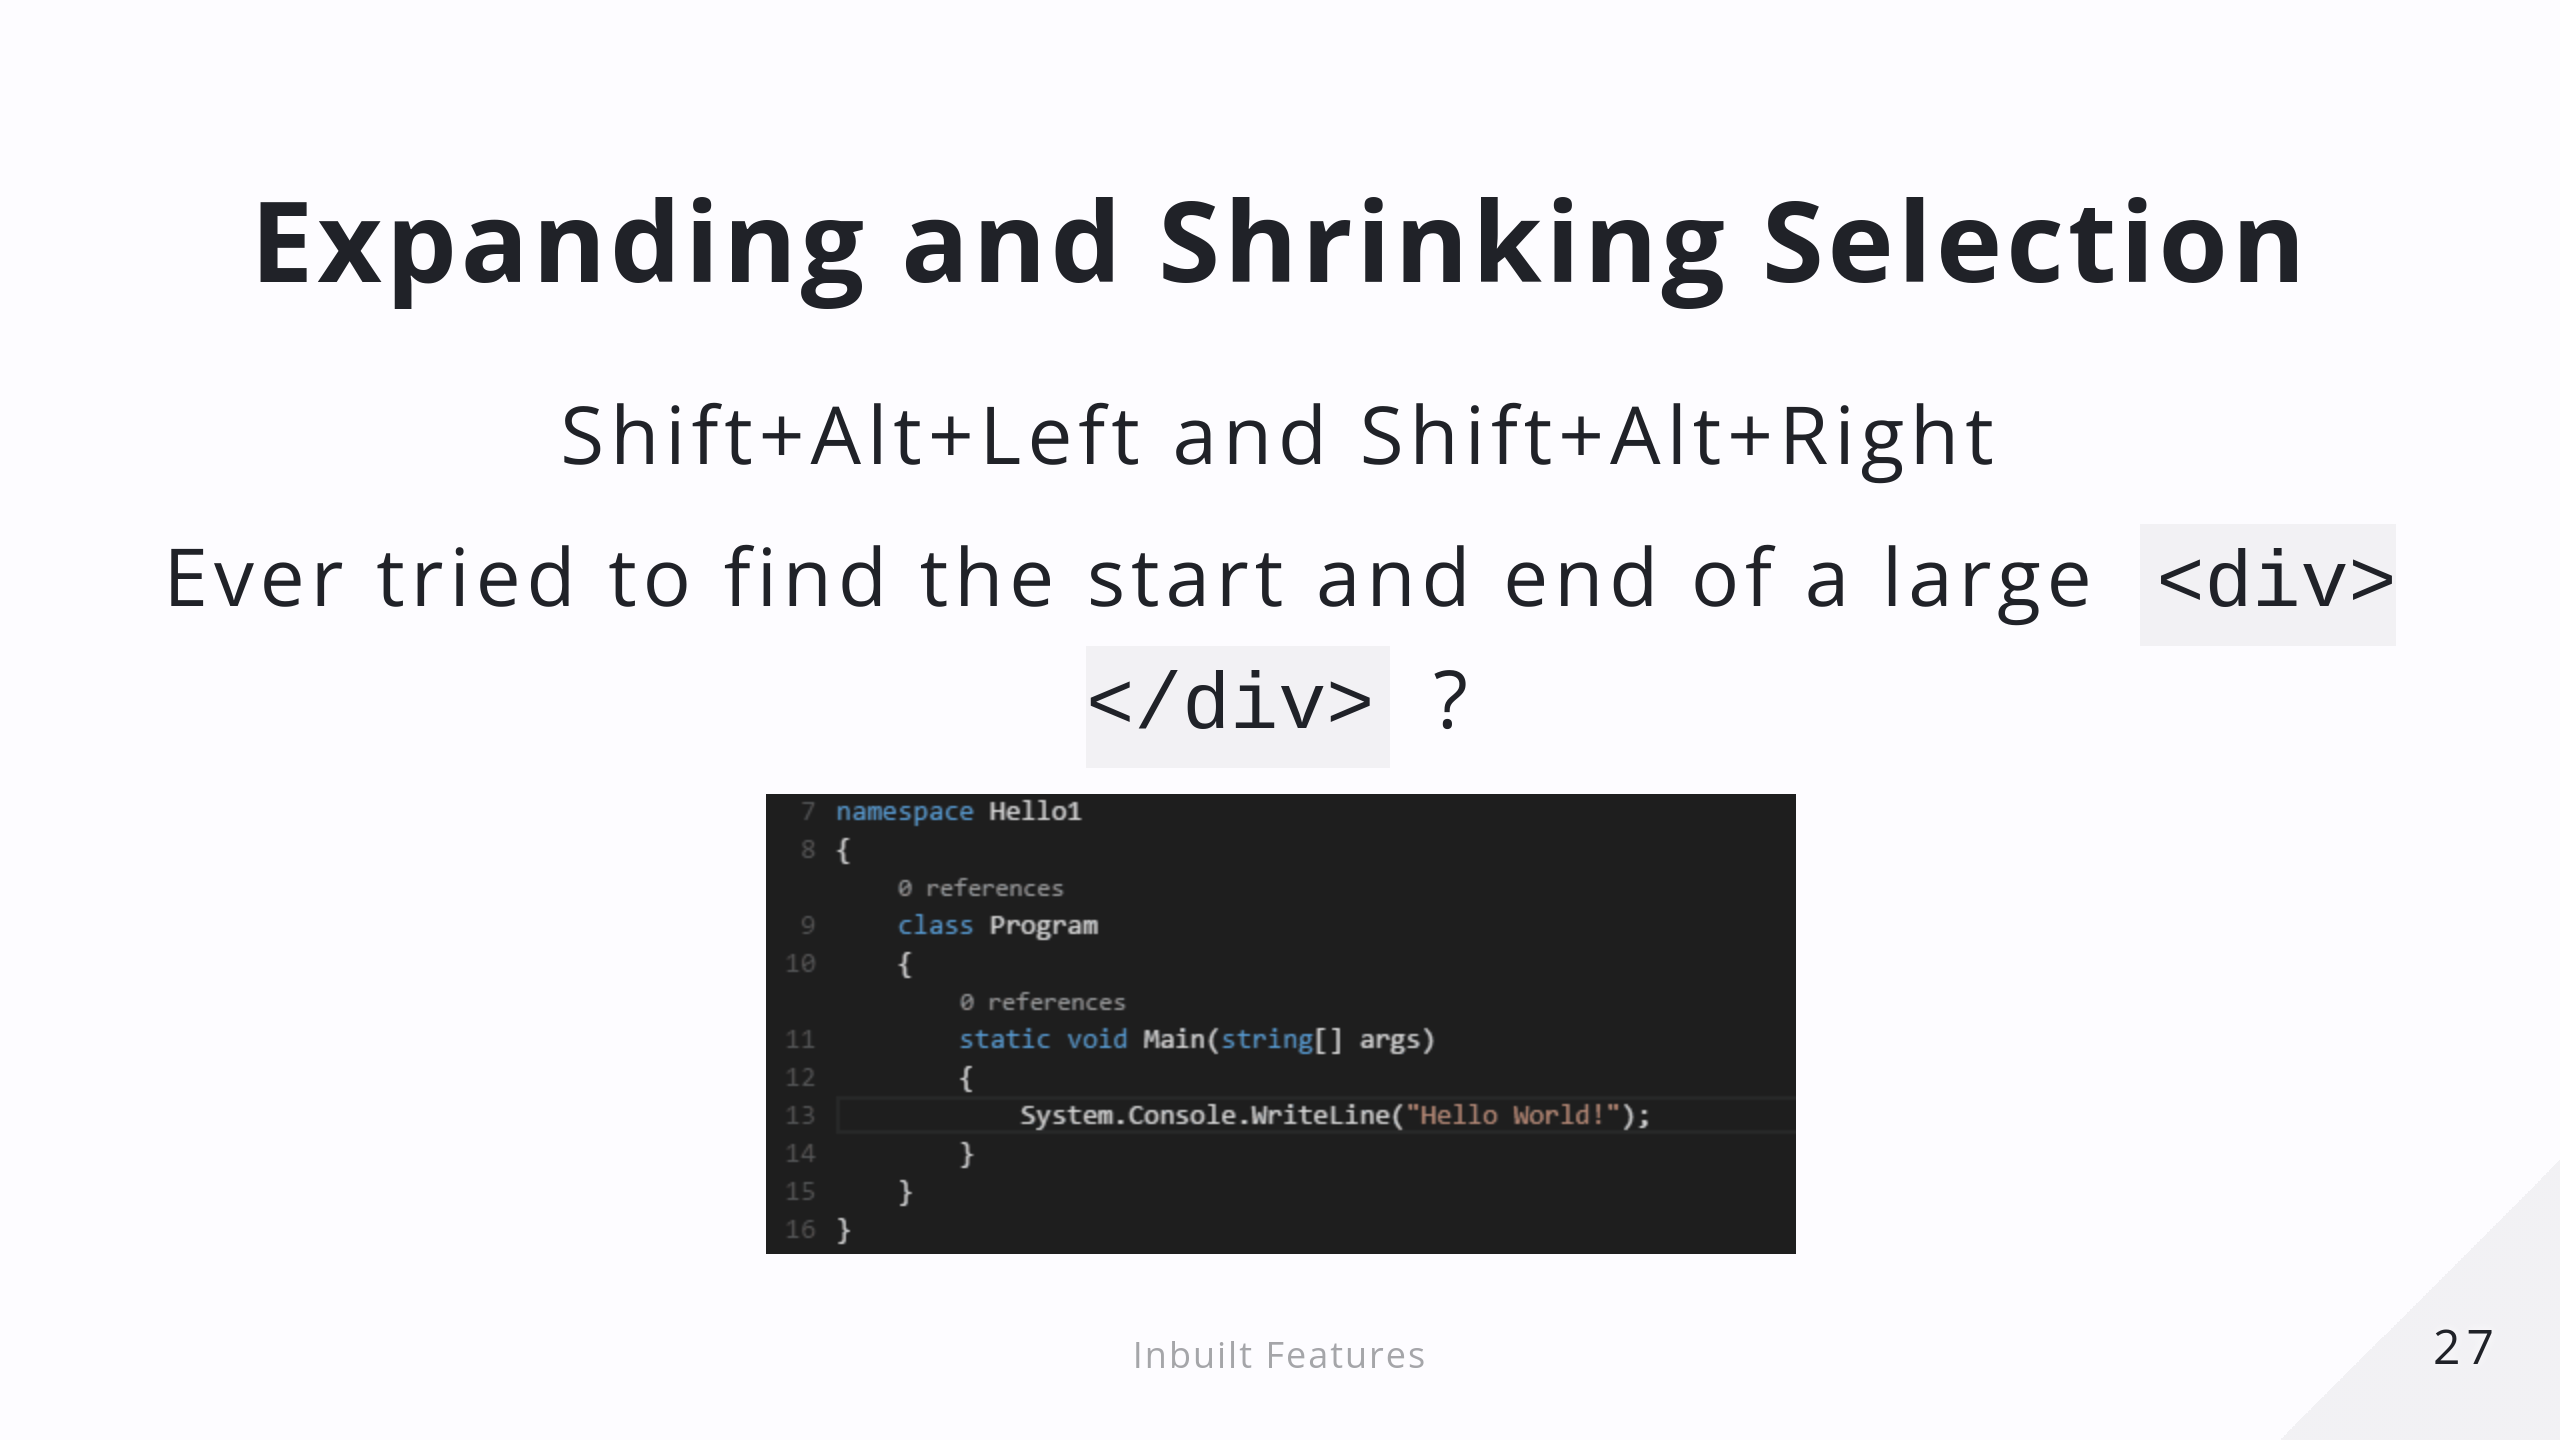 Expanding and Shrinking Selection
Shift+Alt+Left and Shift+Alt+Right
Ever tried to find the start and end of a large <div>
</div> ?
7 namespace Hello1
8 {
0 references
9 class Program
10 {
0 references
11 static void Main(string[] args)
12 {
13 System.Console.WriteLine("Hello World!");
14 }
15 }
16 }
Inbuilt Features
27